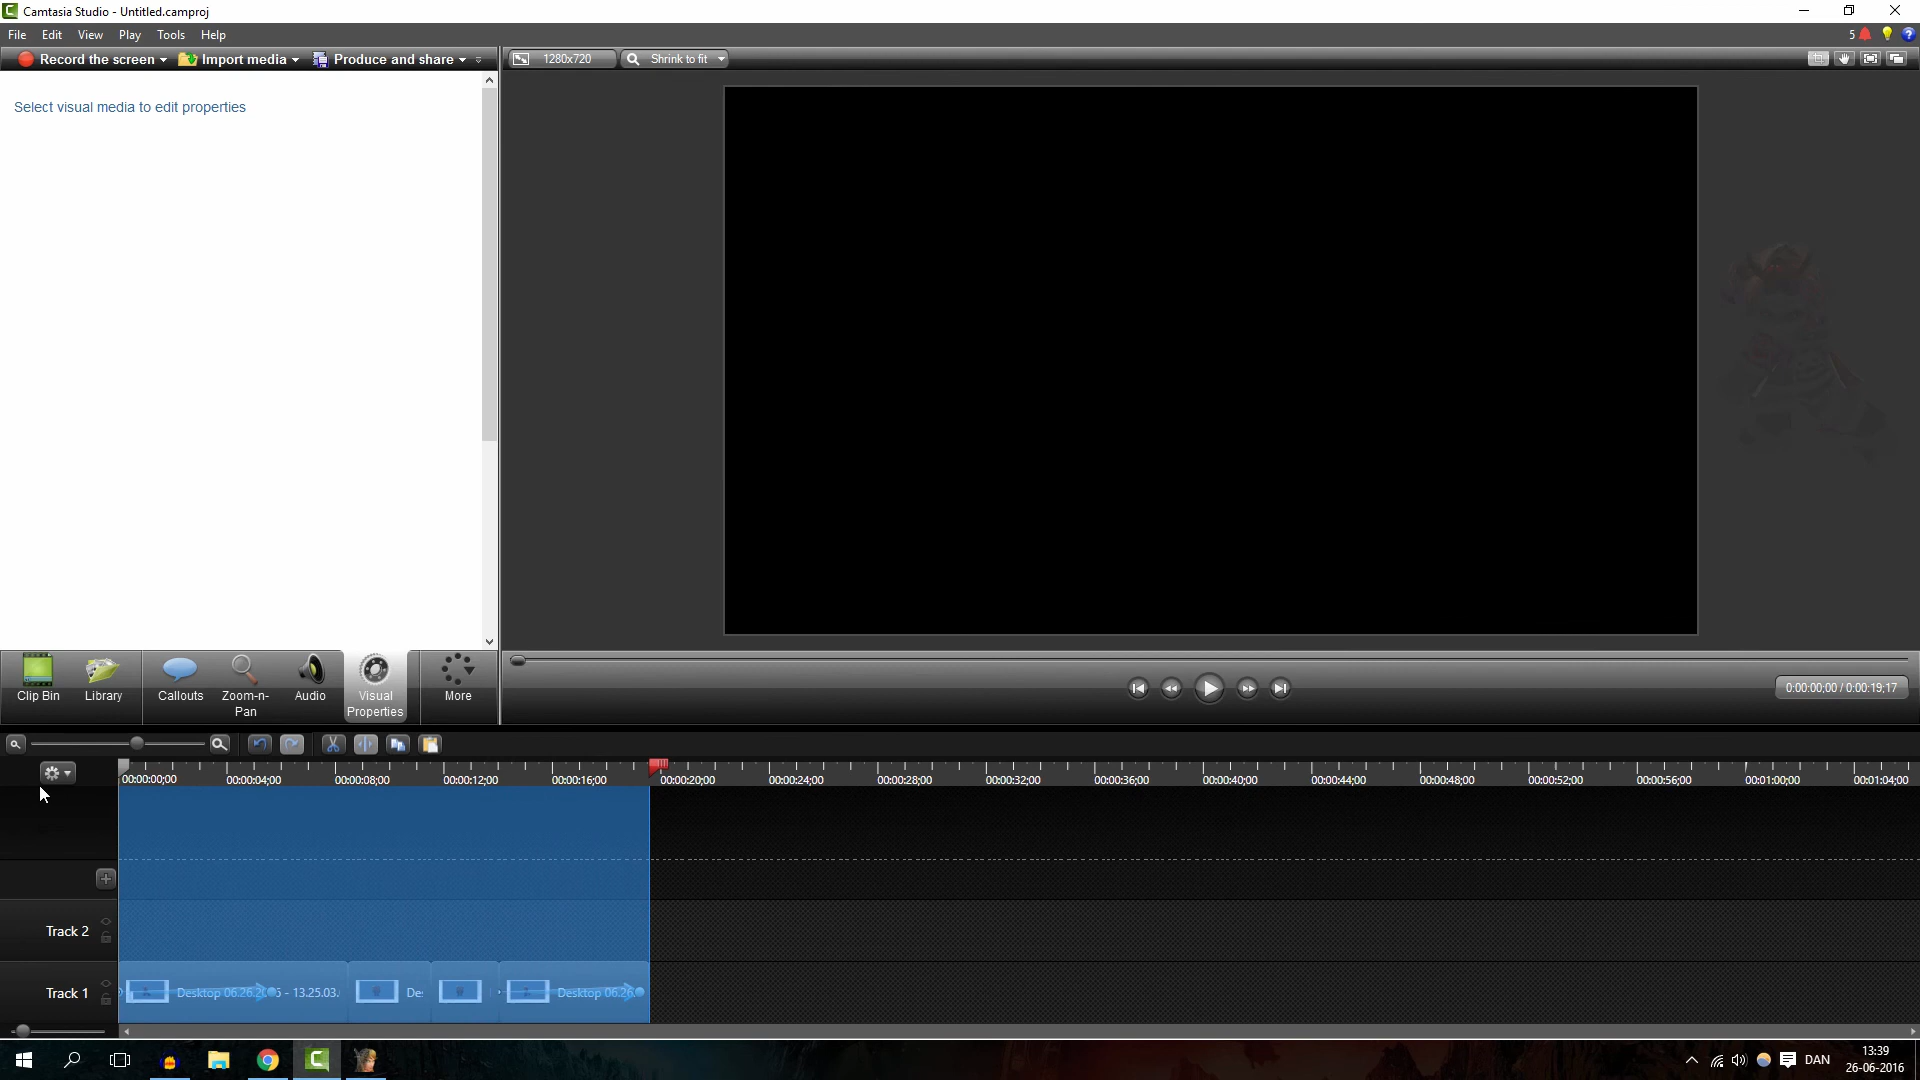 Camtasia Studio - Untitled.camproj
File Edit View Play Tools Help
5
Record the screen Import media Produce and share
1280x720 Shrink to fit
Select visual media to edit properties
Clip Bin Library Callouts Zoom-n-Pan Audio Visual Properties More
0:00:00;00 / 0:00:19;17
00:00:00;00 00:00:04;00 00:00:08;00 00:00:12;00 00:00:16;00 00:00:20;00 00:00:24;00 00:00:28;00 00:00:32;00 00:00:36;00 00:00:40;00 00:00:44;00 00:00:48;00 00:00:52;00 00:00:56;00 00:01:00;00 00:01:04;00
Track 2
Track 1
Desktop - 13.25.03. De: Desktop 06.26.
DAN
13:39
26-06-2016